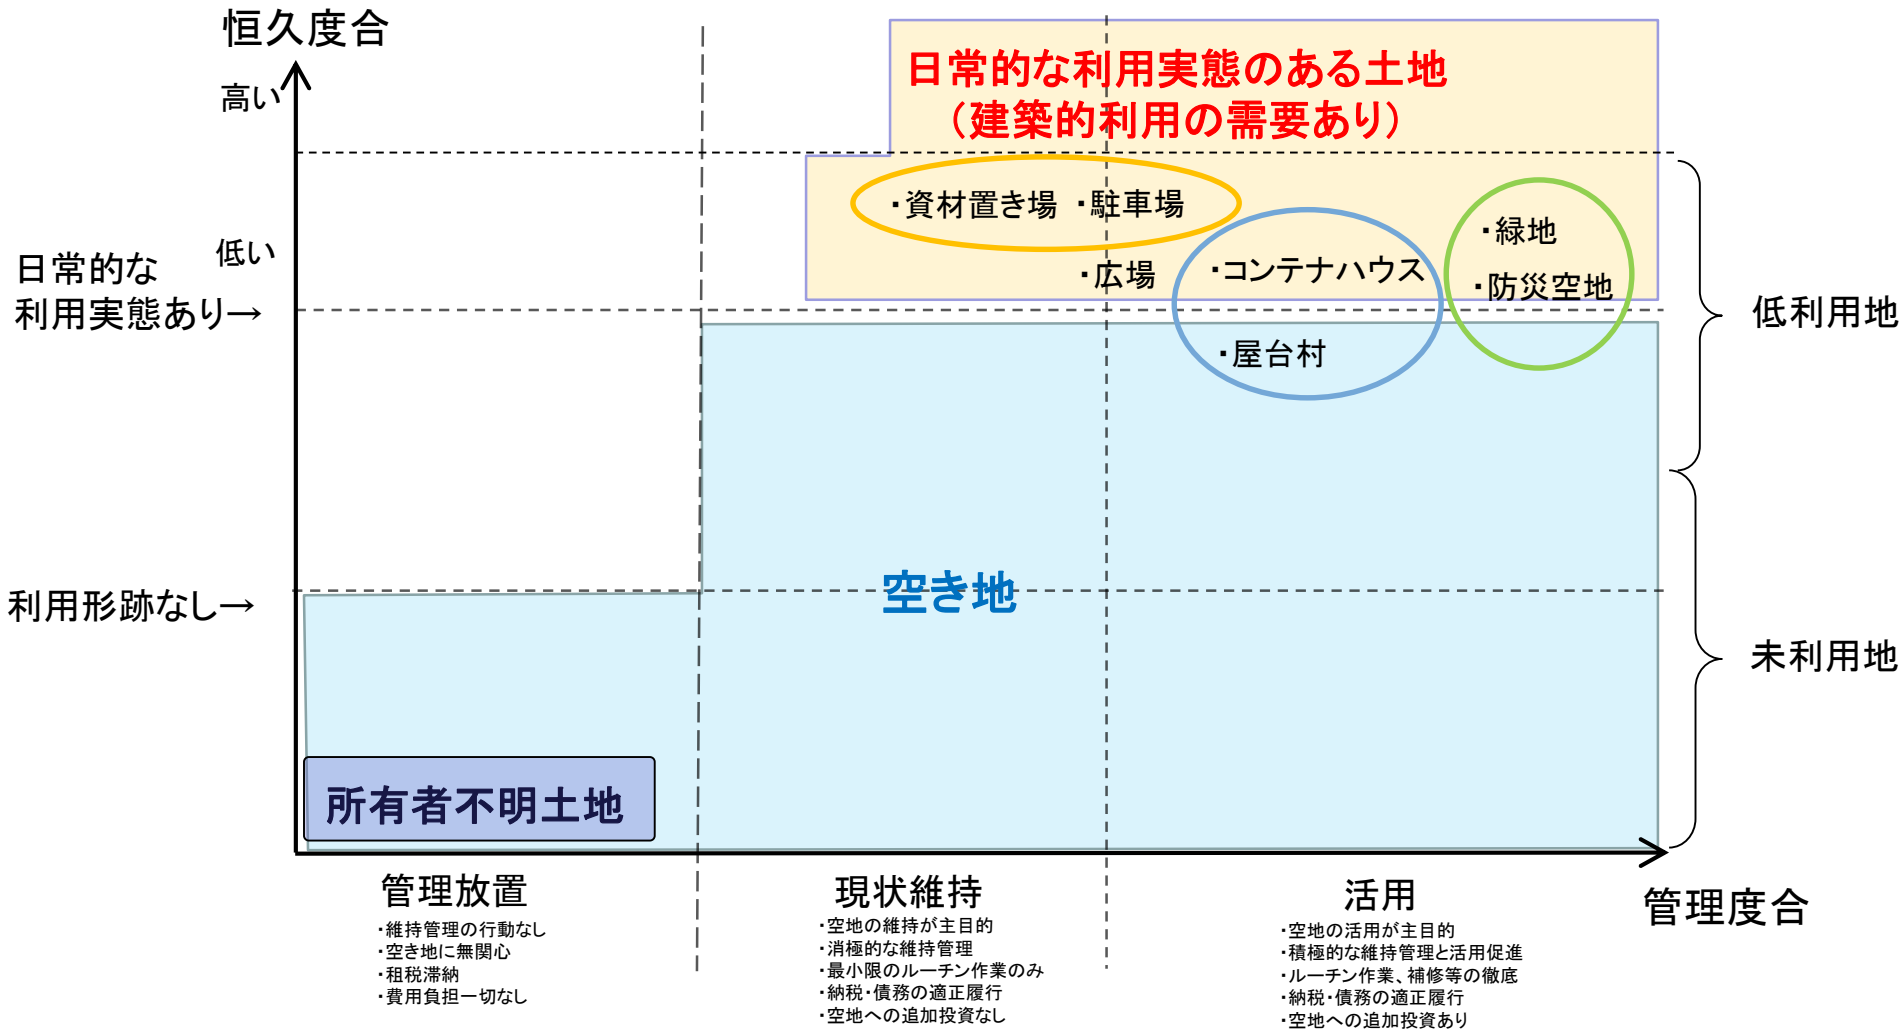 恒久度合
高い
低い
日常的な
利用実態あり→
利用形跡なし→
日常的な利用実態のある土地
（建築的利用の需要あり）
・資材置き場 ・駐車場
・広場
・コンテナハウス
・屋台村
・緑地
・防災空地
低利用地
未利用地
空き地
所有者不明土地
管理放置
・維持管理の行動なし
・空き地に無関心
・租税滞納
・費用負担一切なし
現状維持
・空地の維持が主目的
・消極的な維持管理
・最小限のルーチン作業のみ
・納税・債務の適正履行
・空地への追加投資なし
活用
・空地の活用が主目的
・積極的な維持管理と活用促進
・ルーチン作業、補修等の徹底
・納税・債務の適正履行
・空地への追加投資あり
管理度合